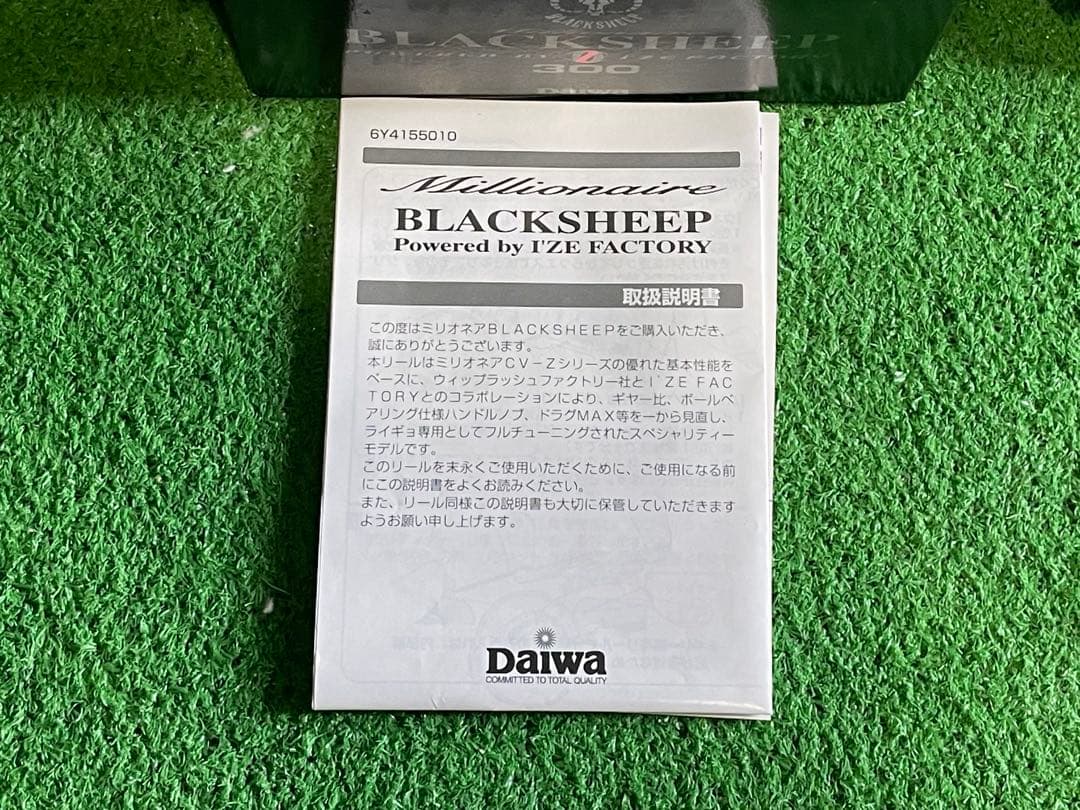 BLACKSHEEP
BLACKSHEEP
300
Daiwa
6Y4155010
Millionaire
BLACKSHEEP
Powered by I'ZE FACTORY
取扱説明書
この度はミリオネアBLACKSHEEPをご購入いただき、
誠にありがとうございます。
本リールはミリオネアCV-Zシリーズの優れた基本性能を
ベースに、ウィップラッシュファクトリー社とI'ZE FAC
TORYとのコラボレーションにより、ギヤー比、ボールベ
アリング仕様ハンドルノブ、ドラグMAX等を一から見直し、
ライギョ専用としてフルチューニングされたスペシャリティー
モデルです。
このリールを末永くご使用いただくために、ご使用になる前
にこの説明書をよくお読みください。
また、リール同様この説明書も大切に保管していただきます
ようお願い申し上げます。
Daiwa
COMMITTED TO TOTAL QUALITY